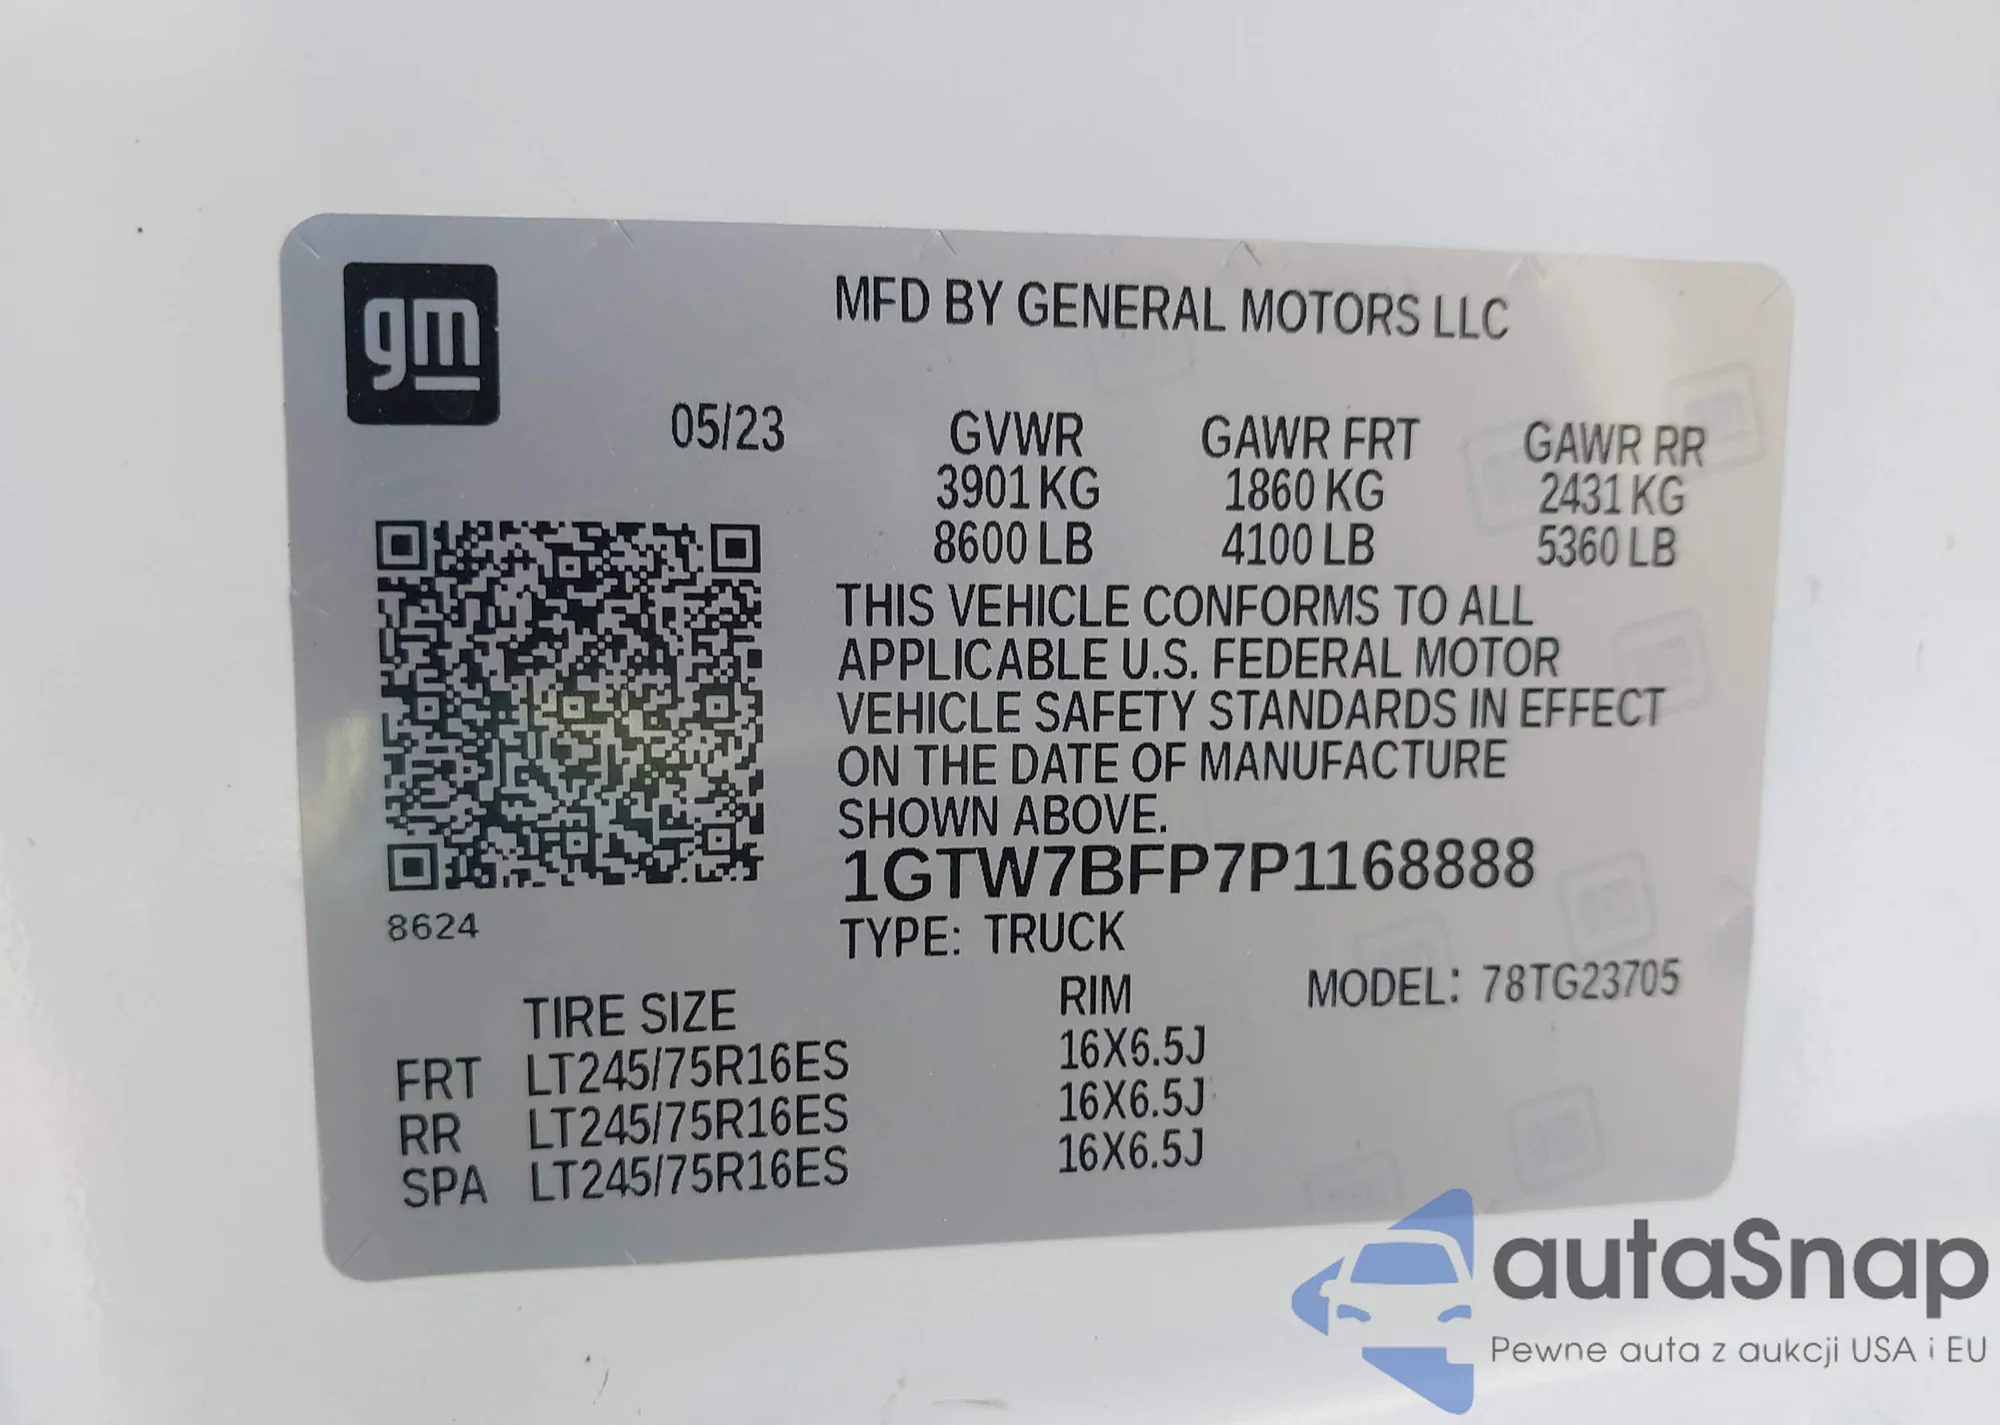 gm
MFD BY GENERAL MOTORS LLC
05/23 GVWR GAWR FRT GAWR RR
3901 KG 1860 KG 2431 KG
8600 LB 4100 LB 5360 LB
THIS VEHICLE CONFORMS TO ALL
APPLICABLE U.S. FEDERAL MOTOR
VEHICLE SAFETY STANDARDS IN EFFECT
ON THE DATE OF MANUFACTURE
SHOWN ABOVE.
1GTW7BFP7P1168888
8624
TYPE: TRUCK
MODEL: 78TG23705
TIRE SIZE RIM
FRT LT245/75R16ES 16X6.5J
RR LT245/75R16ES 16X6.5J
SPA LT245/75R16ES 16X6.5J
autaSnap
Pewne auta z aukcji USA i EU